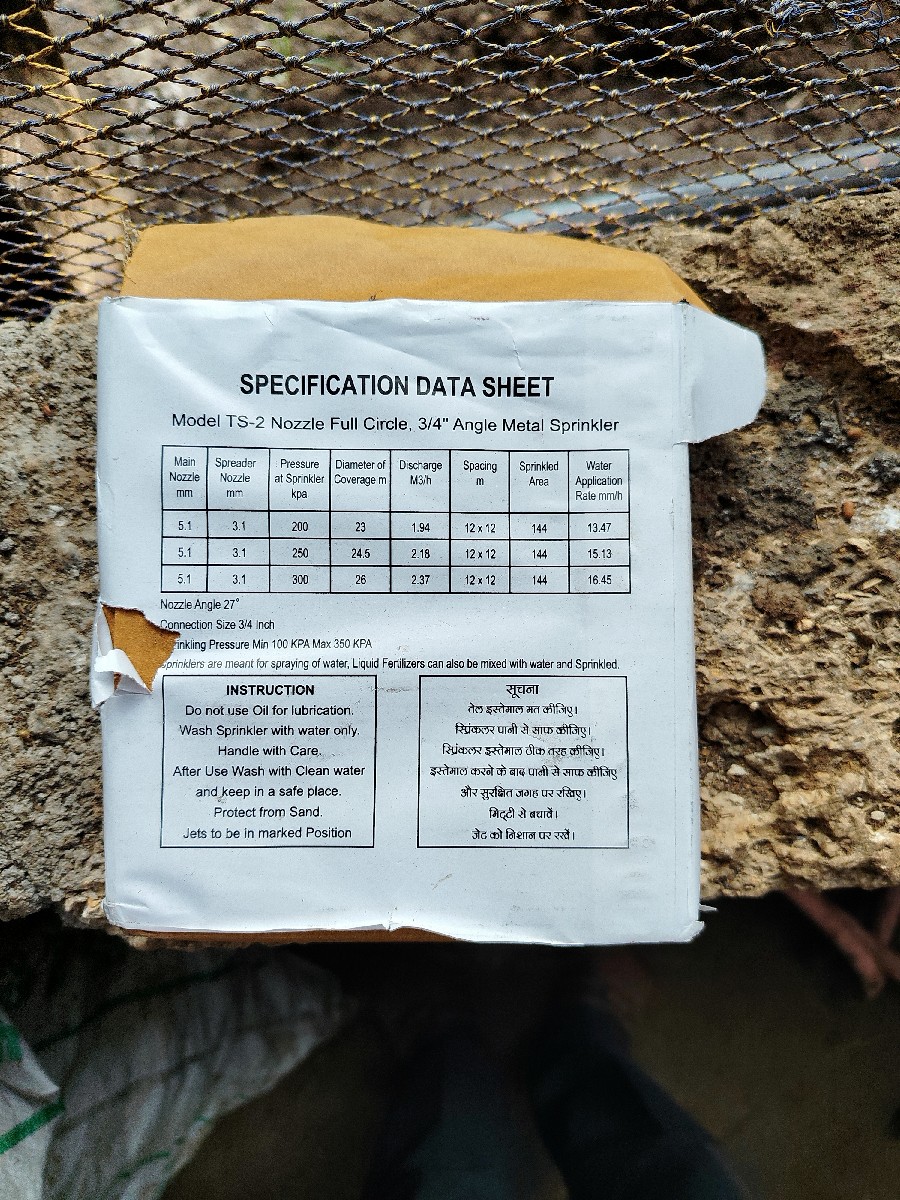 SPECIFICATION DATA SHEET
Model TS-2 Nozzle Full Circle, 3/4" Angle Metal Sprinkler
Main Nozzle mm Spreader Nozzle mm Pressure at Sprinkler kpa Diameter of Coverage m Discharge M3/h Spacing m Sprinkled Area Water Application Rate mm/h
5.1 3.1 200 23 1.94 12 x 12 144 13.47
5.1 3.1 250 24.5 2.18 12 x 12 144 15.13
5.1 3.1 300 26 2.37 12 x 12 144 16.45
Nozzle Angle 27°
Connection Size 3/4 Inch
inkling Pressure Min 100 KPA Max 350 KPA
Sprinklers are meant for spraying of water, Liquid Fertilizers can also be mixed with water and Sprinkled.
INSTRUCTION
Do not use Oil for lubrication.
Wash Sprinkler with water only.
Handle with Care.
After Use Wash with Clean water
and keep in a safe place.
Protect from Sand.
Jets to be in marked Position
सूचना
तेल इस्तेमाल मत कीजिए।
स्प्रिंकलर पानी से साफ कीजिए।
स्प्रिंकलर इस्तेमाल ठीक तरह कीजिए।
इस्तेमाल करने के बाद पानी से साफ कीजिए
और सुरक्षित जगह पर रखिए।
मिट्टी से बचावें।
जेट को निशान पर रखें।